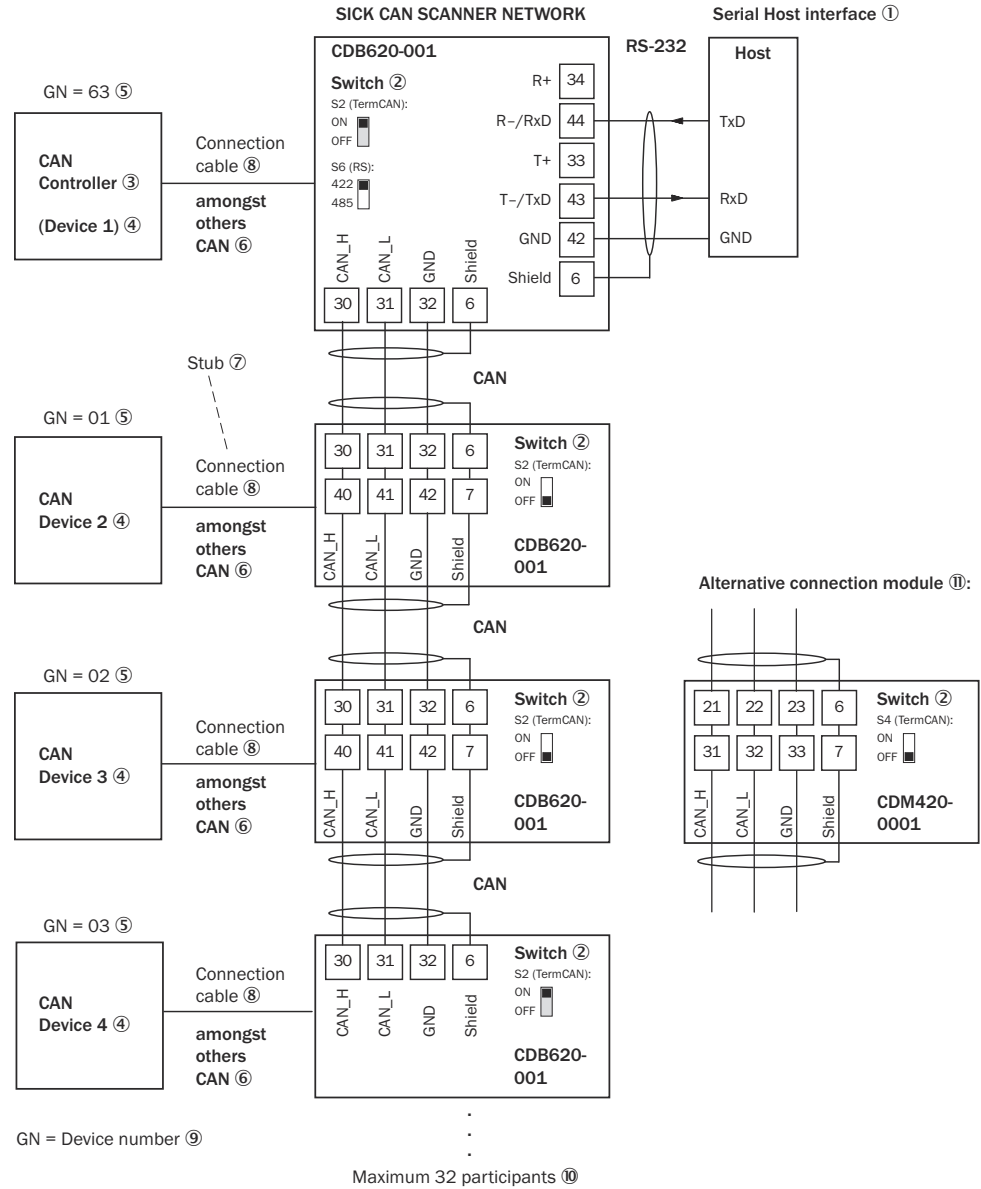 SICK CAN SCANNER NETWORK
Serial Host interface ①
CDB620-001
RS-232
Host
Switch ②
S2 (TermCAN):
ON
OFF
S6 (RS):
422
485
R+ 34
R–/RxD 44
TxD
T+ 33
T–/TxD 43
RxD
GND 42
GND
Shield 6
CAN_H
CAN_L
GND
Shield
30 31 32 6
GN = 63 ⑤
CAN
Controller ③
(Device 1) ④
Connection
cable ⑧
amongst
others
CAN ⑥
CAN
Stub ⑦
GN = 01 ⑤
CAN
Device 2 ④
Connection
cable ⑧
amongst
others
CAN ⑥
30 31 32 6
40 41 42 7
CAN_H
CAN_L
GND
Shield
Switch ②
S2 (TermCAN):
ON
OFF
CDB620-
001
CAN
GN = 02 ⑤
CAN
Device 3 ④
Connection
cable ⑧
amongst
others
CAN ⑥
30 31 32 6
40 41 42 7
CAN_H
CAN_L
GND
Shield
Switch ②
S2 (TermCAN):
ON
OFF
CDB620-
001
CAN
Alternative connection module ⑪:
21 22 23 6
31 32 33 7
CAN_H
CAN_L
GND
Shield
Switch ②
S4 (TermCAN):
ON
OFF
CDM420-
0001
GN = 03 ⑤
CAN
Device 4 ④
Connection
cable ⑧
amongst
others
CAN ⑥
30 31 32 6
CAN_H
CAN_L
GND
Shield
Switch ②
S2 (TermCAN):
ON
OFF
CDB620-
001
GN = Device number ⑨
.
.
.
Maximum 32 participants ⑩